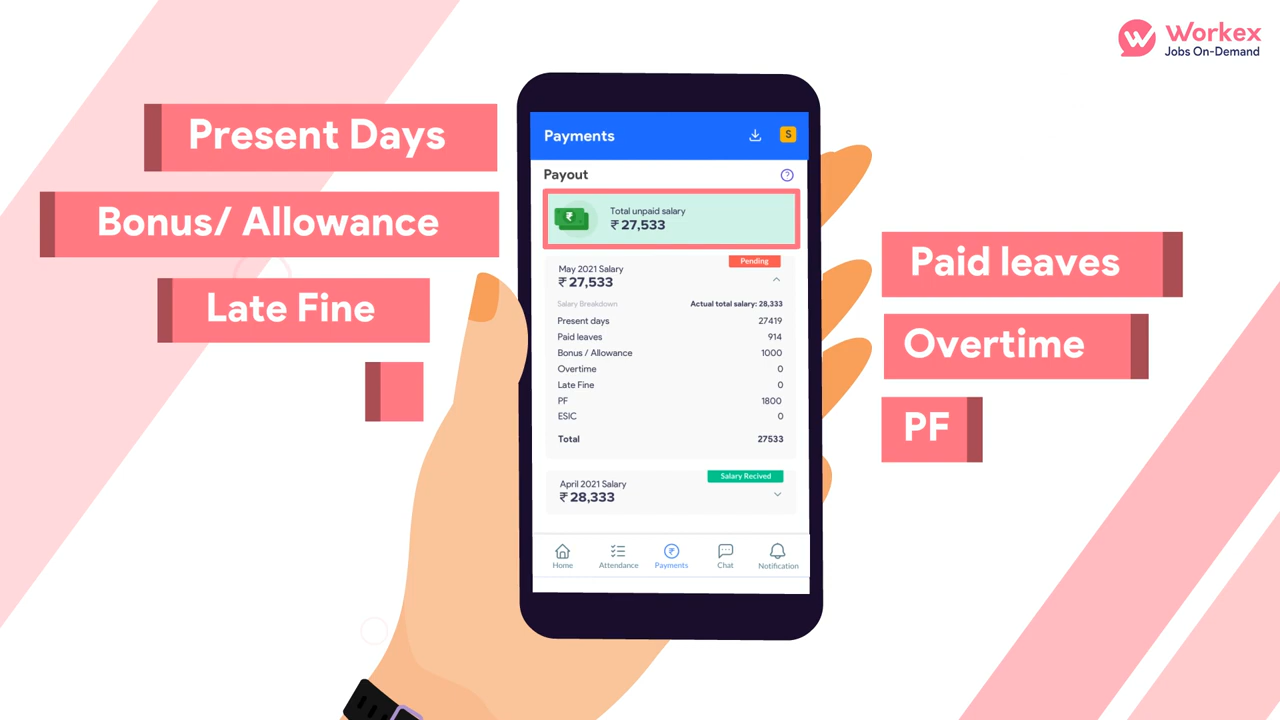 Workex
Jobs On-Demand
Present Days
Bonus/ Allowance
Late Fine
Paid leaves
Overtime
PF
Payments
S
Payout
?
Total unpaid salary
₹ 27,533
Pending
May 2021 Salary
₹ 27,533
Salary Breakdown Actual total salary: 28,333
Present days 27419
Paid leaves 914
Bonus / Allowance 1000
Overtime 0
Late Fine 0
PF 1800
ESIC 0
Total 27533
Salary Recived
April 2021 Salary
₹ 28,333
Home Attendance Payments Chat Notification